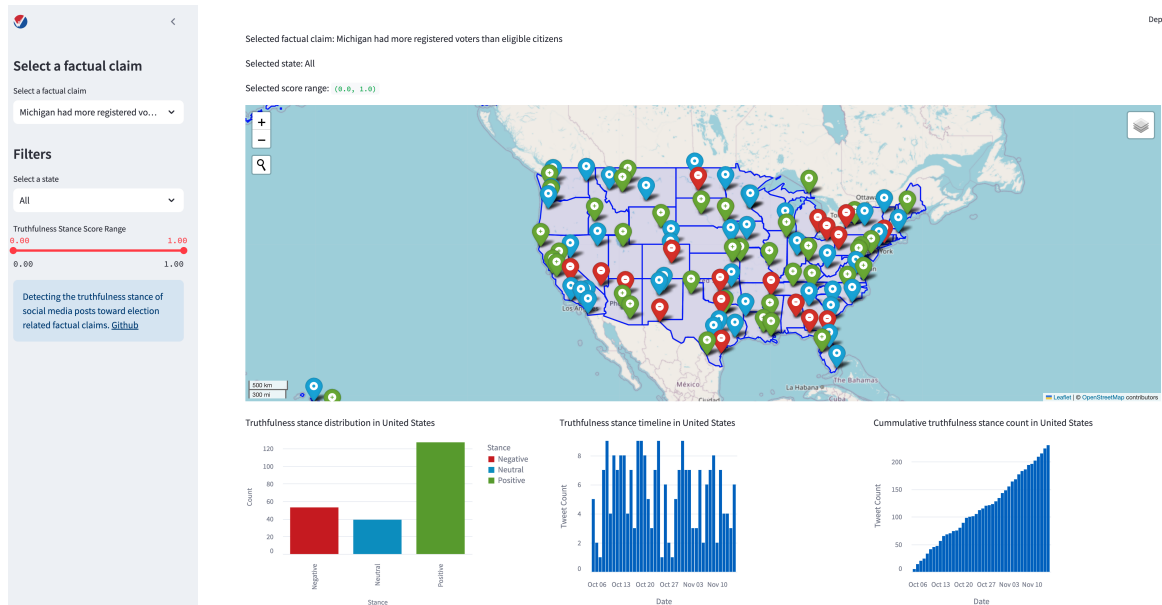 Dep
Select a factual claim
Select a factual claim
Michigan had more registered vo...
Filters
Select a state
All
Truthfulness Stance Score Range
0.00 1.00
0.00 1.00
Detecting the truthfulness stance of
social media posts toward election
related factual claims. Github
Selected factual claim: Michigan had more registered voters than eligible citizens
Selected state: All
Selected score range: (0.0, 1.0)
+
−
Ottawa
To
York
Los An
Ph
México
Ciudad
La Habana
Cuba
The Bahamas
500 km
300 mi
Leaflet | © OpenStreetMap contributors
Truthfulness stance distribution in United States
Count
120
100
80
60
40
20
0
Negative
Neutral
Positive
Stance
Stance
Negative
Neutral
Positive
Truthfulness stance timeline in United States
Tweet Count
8
6
4
2
0
Oct 06 Oct 13 Oct 20 Oct 27 Nov 03 Nov 10
Date
Cummulative truthfulness stance count in United States
Tweet Count
200
150
100
50
0
Oct 06 Oct 13 Oct 20 Oct 27 Nov 03 Nov 10
Date